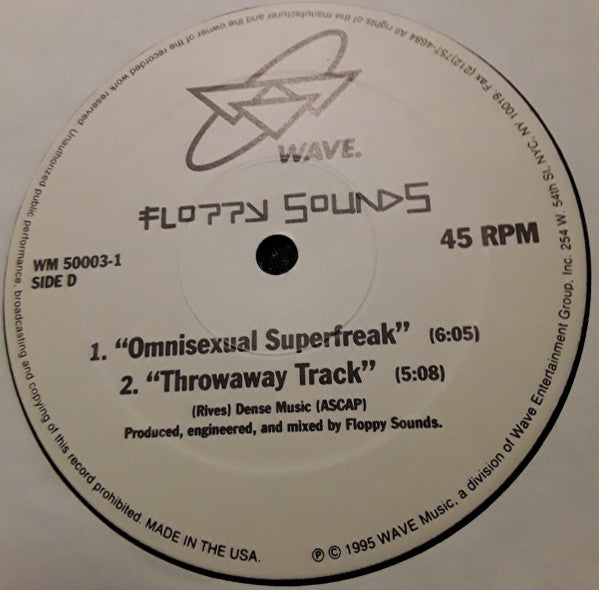 WAVE.
FLOPPY SOUNDS
45 RPM
WM 50003-1
SIDE D
1. “Omnisexual Superfreak” (6:05)
2. “Throwaway Track” (5:08)
(Rives) Dense Music (ASCAP)
Produced, engineered, and mixed by Floppy Sounds.
℗ © 1995 WAVE Music, a division of Wave Entertainment Group, Inc. 254 W. 54th St, NYC, NY 10019 Fax (212)757-4684 All rights of the manufacturer and of the owner of the recorded work reserved. Unauthorized public performance, broadcasting and copying of this record prohibited. MADE IN THE USA.